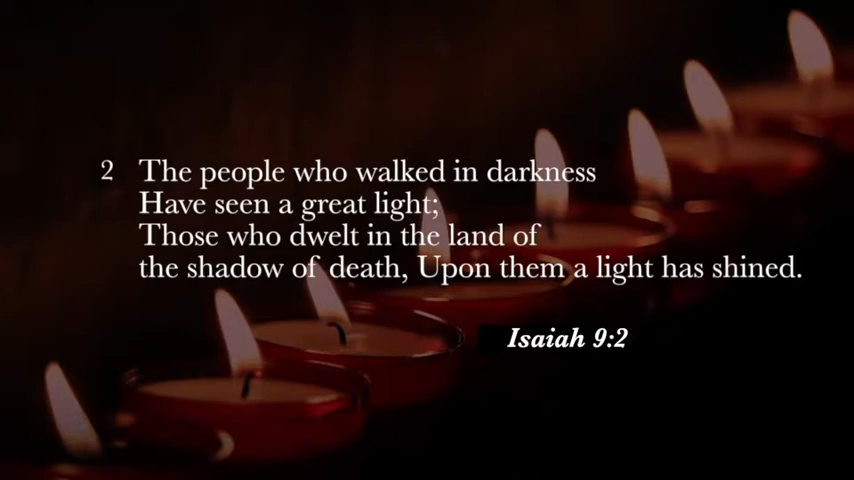 2 The people who walked in darkness
Have seen a great light;
Those who dwelt in the land of
the shadow of death, Upon them a light has shined.
Isaiah 9:2